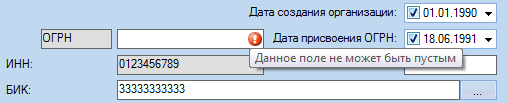 Дата создания организации: 01.01.1990
ОГРН Дата присвоения ОГРН: 18.06.1991
Данное поле не может быть пустым
ИНН: 0123456789
БИК: 33333333333 ...